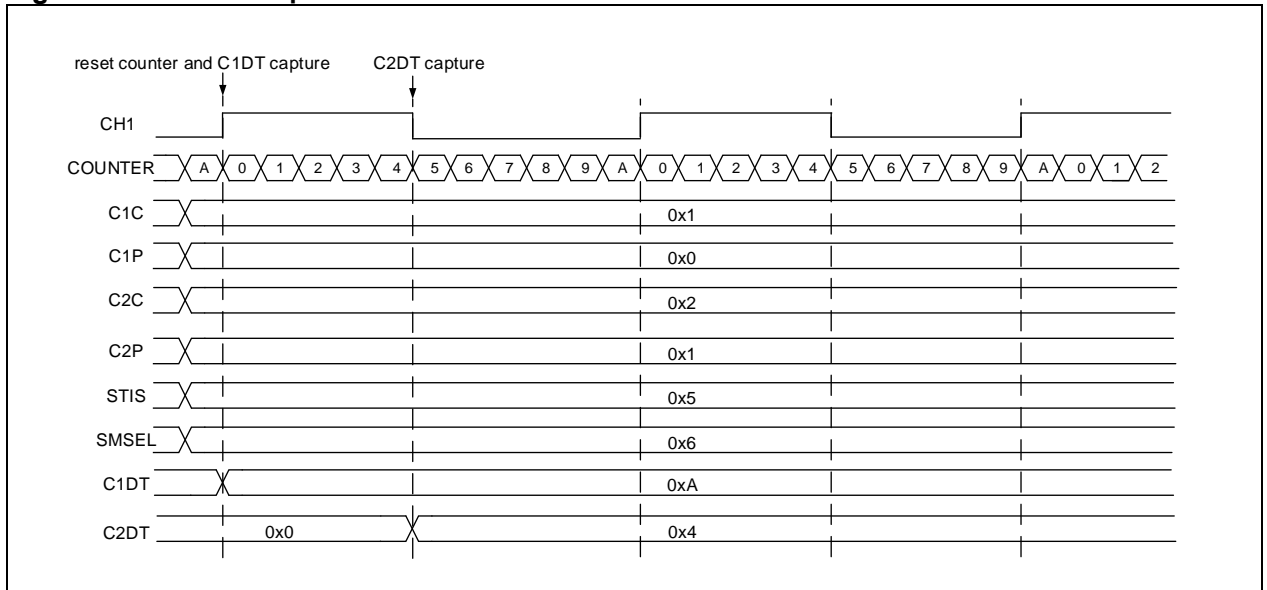 reset counter and C1DT capture C2DT capture
CH1
COUNTER A 0 1 2 3 4 5 6 7 8 9 A 0 1 2 3 4 5 6 7 8 9 A 0 1 2
C1C 0x1
C1P 0x0
C2C 0x2
C2P 0x1
STIS 0x5
SMSEL 0x6
C1DT 0xA
C2DT 0x0 0x4